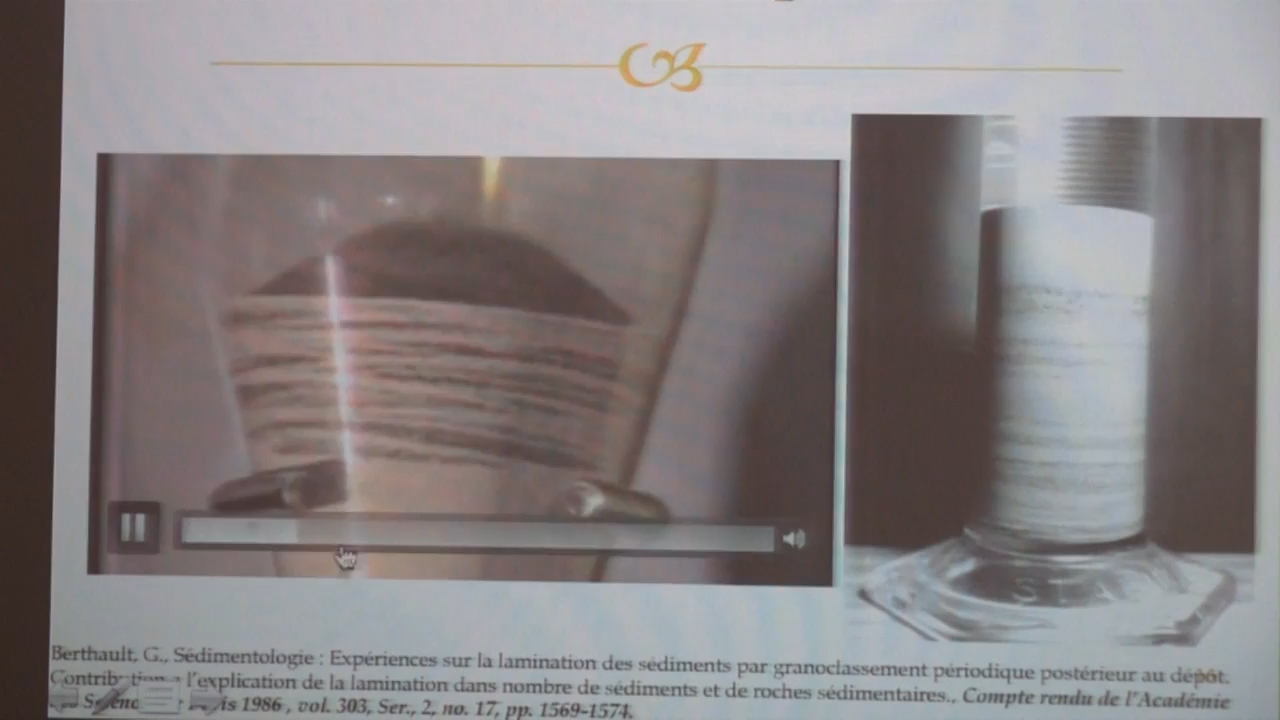 STA
Berthault, G., Sédimentologie : Expériences sur la lamination des sédiments par granoclassement périodique postérieur au dépôt.
l'explication de la lamination dans nombre de sédiments et de roches sédimentaires., Compte rendu de l'Académie
1986 , vol. 303, Ser., 2, no. 17, pp. 1569-1574.